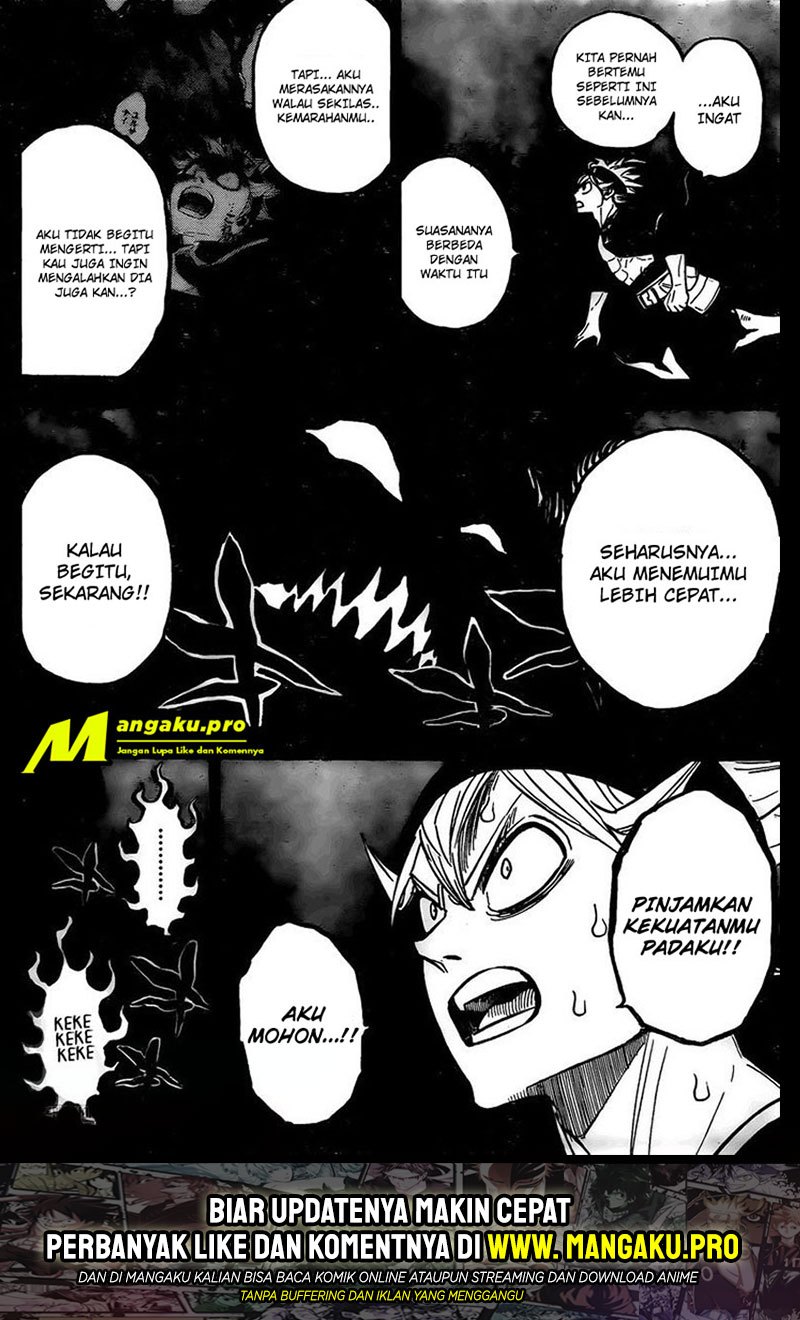 ...AKU
INGAT
KITA PERNAH
BERTEMU
SEPERTI INI
SEBELUMNYA
KAN...
SUASANANYA
BERBEDA
DENGAN
WAKTU ITU
TAPI... AKU
MERASAKANNYA
WALAU SEKILAS..
KEMARAHANMU..
AKU TIDAK BEGITU
MENGERTI... TAPI
KAU JUGA INGIN
MENGALAHKAN DIA
JUGA KAN...?
SEHARUSNYA...
AKU MENEMUIMU
LEBIH CEPAT...
KALAU
BEGITU,
SEKARANG!!
Mangaku.pro
Jangan Lupa Like dan Komennya
PINJAMKAN
KEKUATANMU
PADAKU!!
AKU
MOHON...!!
..........
KEKE
KEKE
KEKE
BIAR UPDATENYA MAKIN CEPAT
PERBANYAK LIKE DAN KOMENTNYA DI WWW. MANGAKU.PRO
DAN DI MANGAKU KALIAN BISA BACA KOMIK ONLINE ATAUPUN STREAMING DAN DOWNLOAD ANIME
TANPA BUFFERING DAN IKLAN YANG MENGGANGU